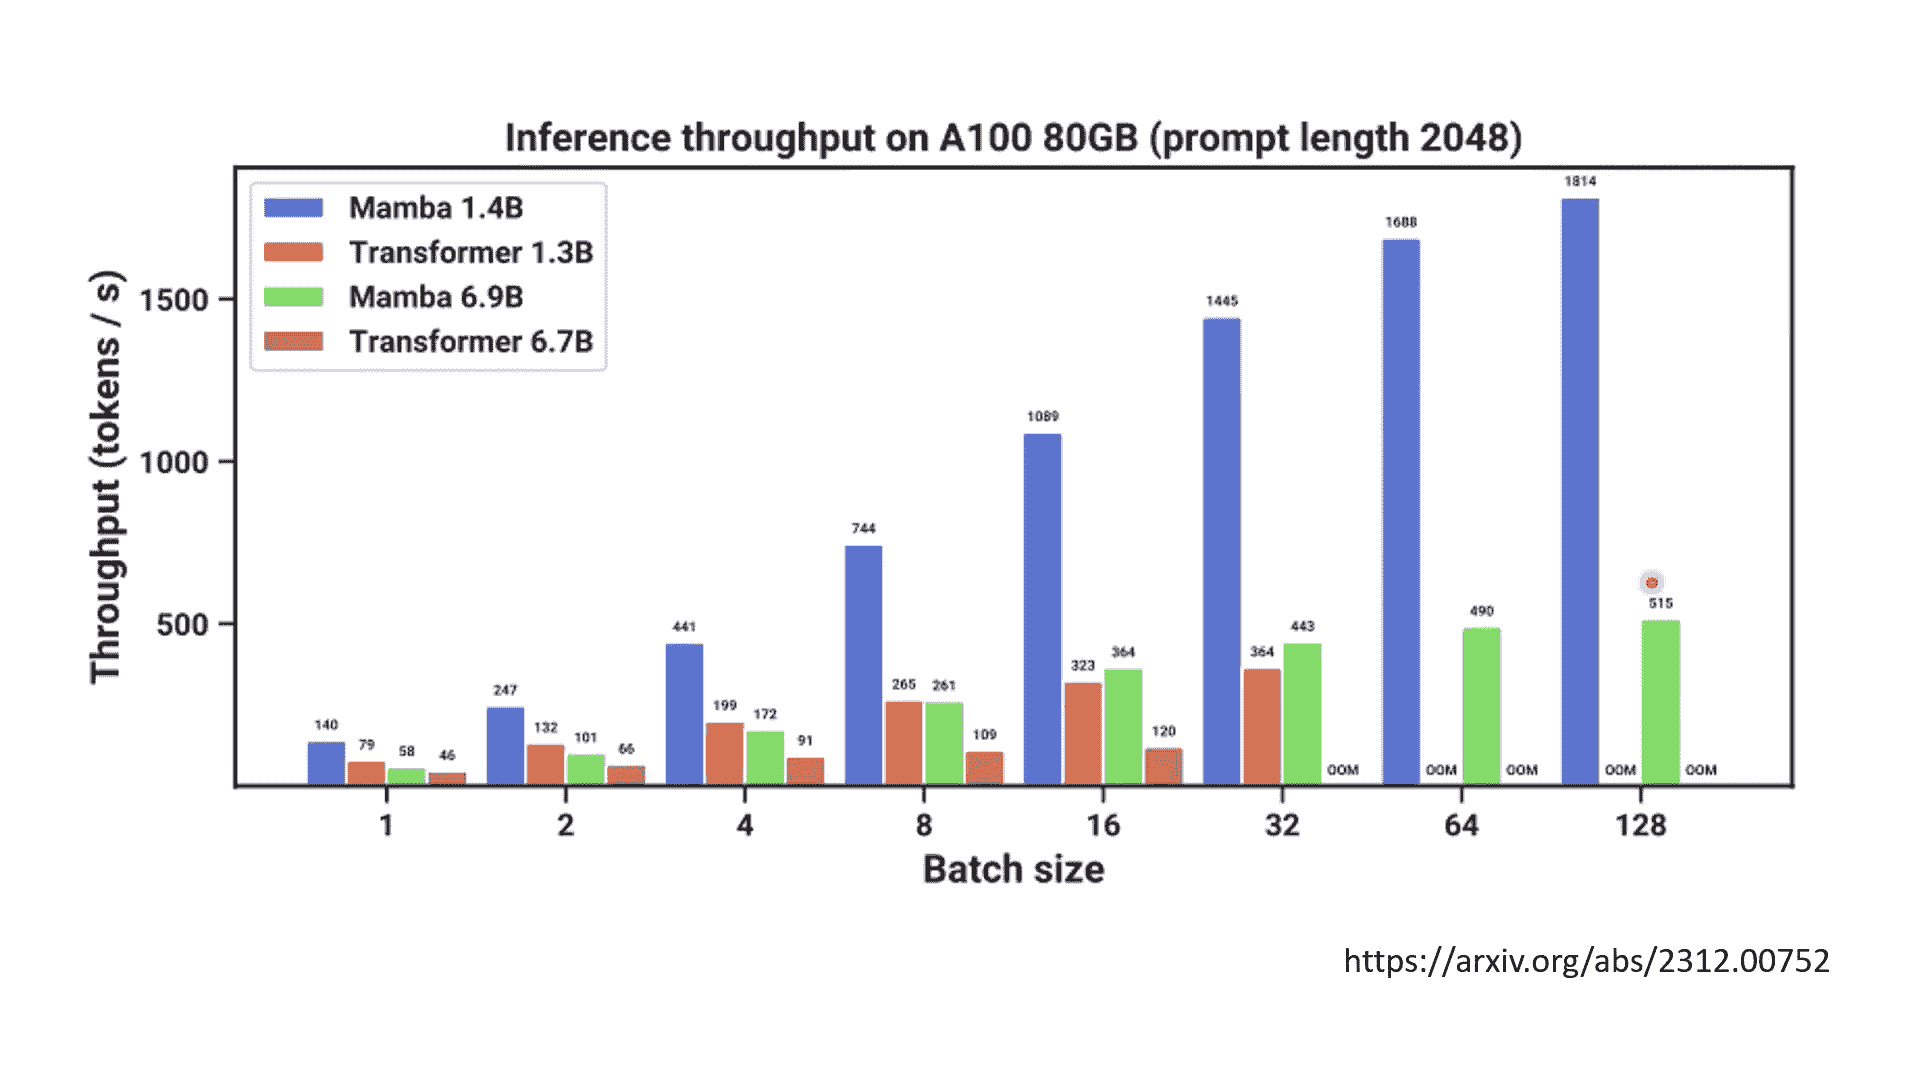 Inference throughput on A100 80GB (prompt length 2048)
Mamba 1.4B
Transformer 1.3B
Mamba 6.9B
Transformer 6.7B
Throughput (tokens / s)
1500
1000
500
140 79 58 46
247 132 101 66
441 199 172 91
744 265 261 109
1089 323 364 120
1445 364 443 OOM
1688 OOM 490 OOM
1814 OOM 515 OOM
1 2 4 8 16 32 64 128
Batch size
https://arxiv.org/abs/2312.00752